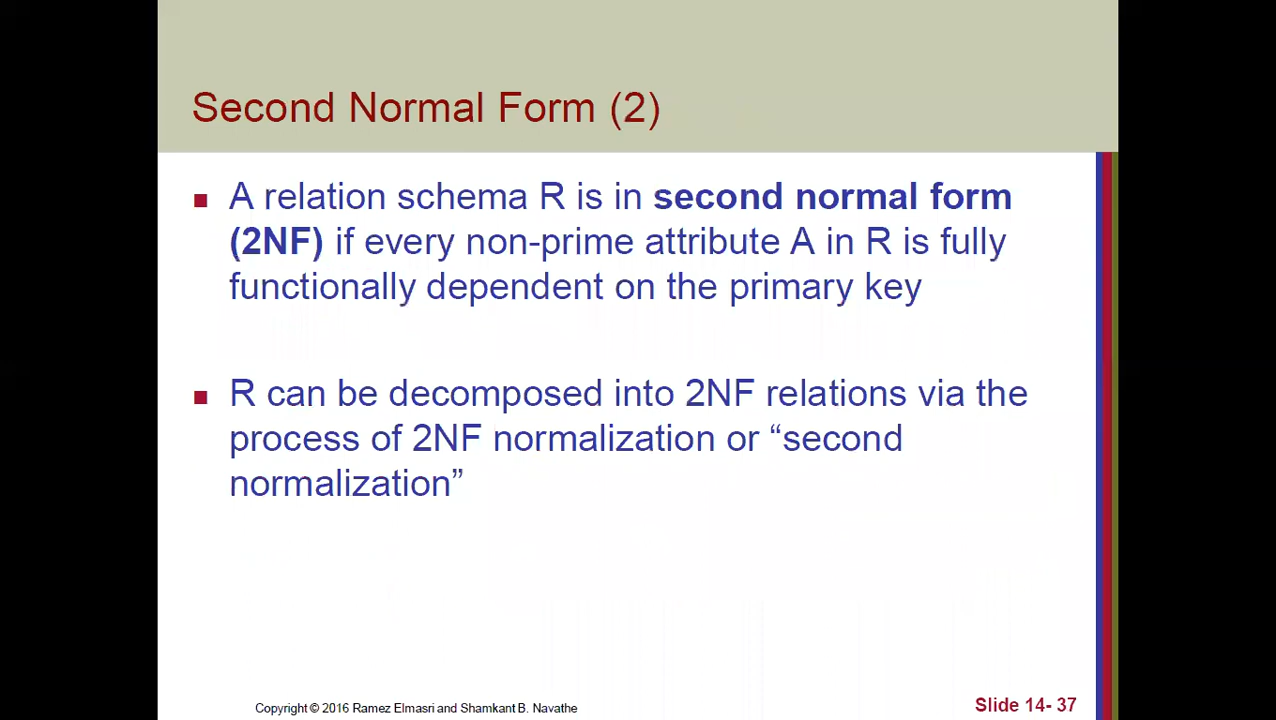 Second Normal Form (2)
A relation schema R is in second normal form
(2NF) if every non-prime attribute A in R is fully
functionally dependent on the primary key
R can be decomposed into 2NF relations via the
process of 2NF normalization or “second
normalization”
Copyright © 2016 Ramez Elmasri and Shamkant B. Navathe
Slide 14- 37